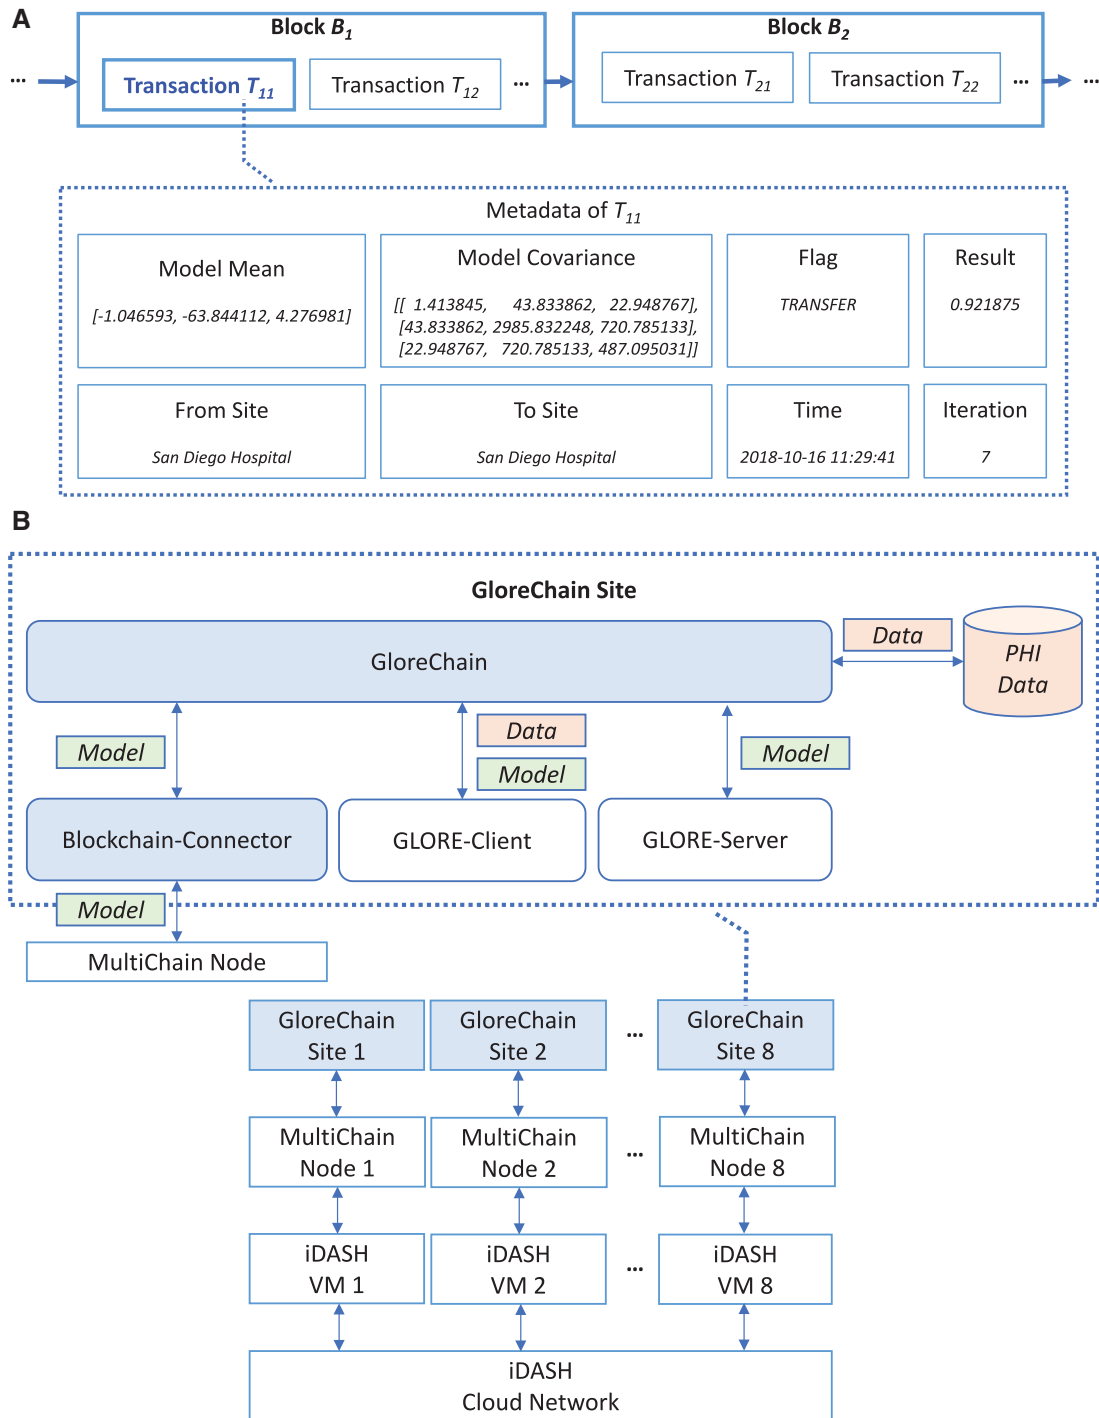 A
Block B1
Block B2
...
Transaction T11
Transaction T12
...
Transaction T21
Transaction T22
...
...
Metadata of T11
Model Mean
[-1.046593, -63.844112, 4.276981]
Model Covariance
[[ 1.413845, 43.833862, 22.948767],
[43.833862, 2985.832248, 720.785133],
[22.948767, 720.785133, 487.095031]]
Flag
TRANSFER
Result
0.921875
From Site
San Diego Hospital
To Site
San Diego Hospital
Time
2018-10-16 11:29:41
Iteration
7
B
GloreChain Site
GloreChain
Data
PHI
Data
Model
Data
Model
Model
Blockchain-Connector
GLORE-Client
GLORE-Server
Model
MultiChain Node
GloreChain
Site 1
GloreChain
Site 2
...
GloreChain
Site 8
MultiChain
Node 1
MultiChain
Node 2
...
MultiChain
Node 8
iDASH
VM 1
iDASH
VM 2
...
iDASH
VM 8
iDASH
Cloud Network